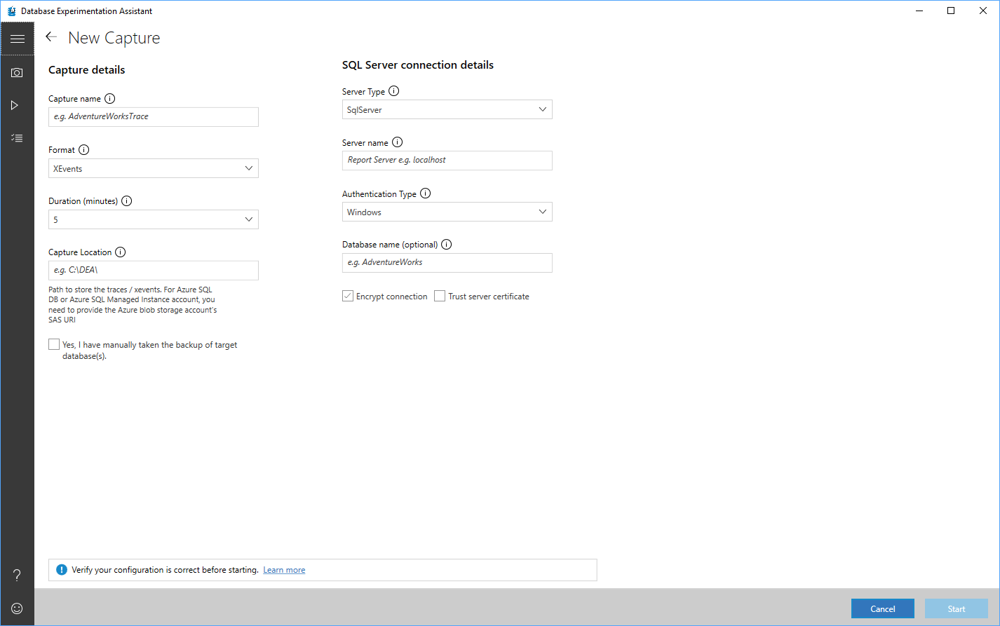 Database Experimentation Assistant
New Capture
Capture details
Capture name
e.g. AdventureWorksTrace
Format
XEvents
Duration (minutes)
5
Capture Location
e.g. C:\DEA\
Path to store the traces / xevents. For Azure SQL
DB or Azure SQL Managed Instance account, you
need to provide the Azure blob storage account's
SAS URI
Yes, I have manually taken the backup of target
database(s).
SQL Server connection details
Server Type
SqlServer
Server name
Report Server e.g. localhost
Authentication Type
Windows
Database name (optional)
e.g. AdventureWorks
Encrypt connection Trust server certificate
Verify your configuration is correct before starting. Learn more
Cancel Start